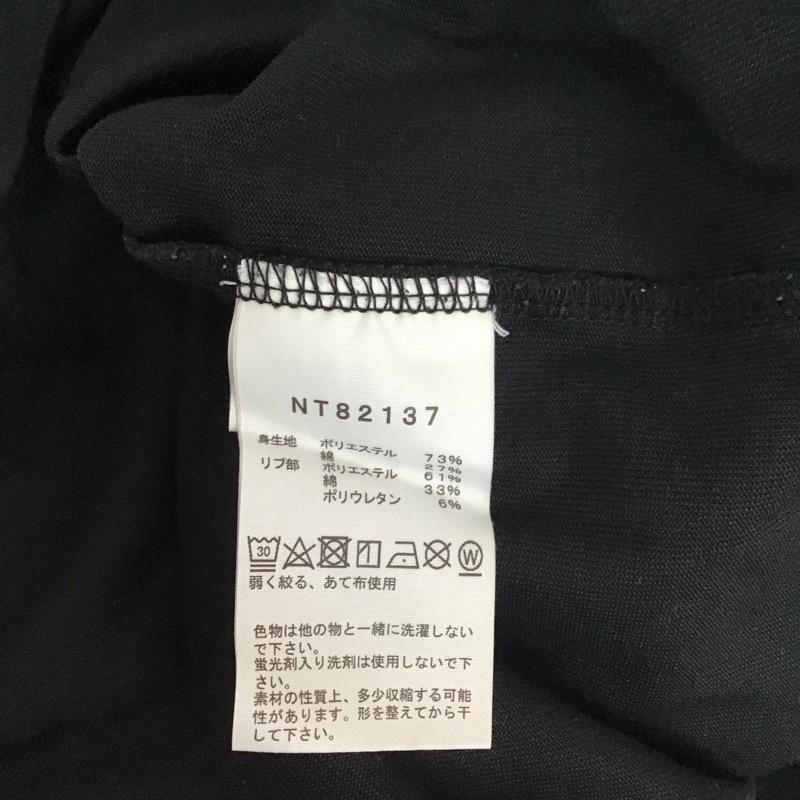 NT82137
身生地 ポリエステル 73%
綿 27%
リブ部 ポリエステル 61%
綿 33%
ポリウレタン 6%
30 W
弱く絞る、あて布使用
色物は他の物と一緒に洗濯しない
で下さい。
蛍光剤入り洗剤は使用しないで下
さい。
素材の性質上、多少収縮する可能
性があります。形を整えてから干
して下さい。